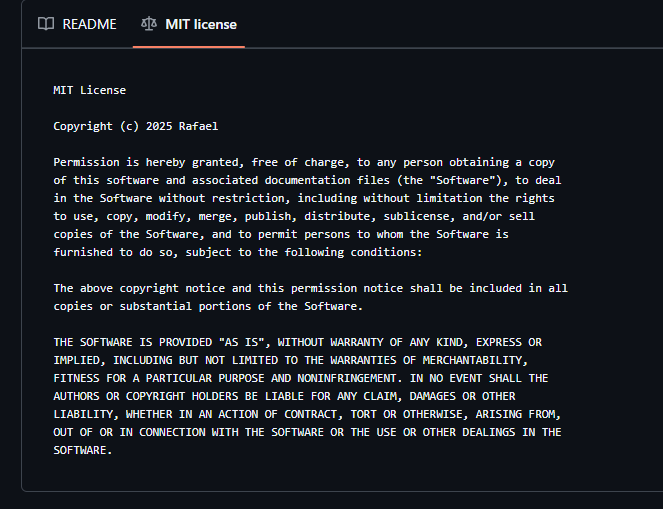 README MIT license
MIT License
Copyright (c) 2025 Rafael
Permission is hereby granted, free of charge, to any person obtaining a copy
of this software and associated documentation files (the "Software"), to deal
in the Software without restriction, including without limitation the rights
to use, copy, modify, merge, publish, distribute, sublicense, and/or sell
copies of the Software, and to permit persons to whom the Software is
furnished to do so, subject to the following conditions:
The above copyright notice and this permission notice shall be included in all
copies or substantial portions of the Software.
THE SOFTWARE IS PROVIDED "AS IS", WITHOUT WARRANTY OF ANY KIND, EXPRESS OR
IMPLIED, INCLUDING BUT NOT LIMITED TO THE WARRANTIES OF MERCHANTABILITY,
FITNESS FOR A PARTICULAR PURPOSE AND NONINFRINGEMENT. IN NO EVENT SHALL THE
AUTHORS OR COPYRIGHT HOLDERS BE LIABLE FOR ANY CLAIM, DAMAGES OR OTHER
LIABILITY, WHETHER IN AN ACTION OF CONTRACT, TORT OR OTHERWISE, ARISING FROM,
OUT OF OR IN CONNECTION WITH THE SOFTWARE OR THE USE OR OTHER DEALINGS IN THE
SOFTWARE.